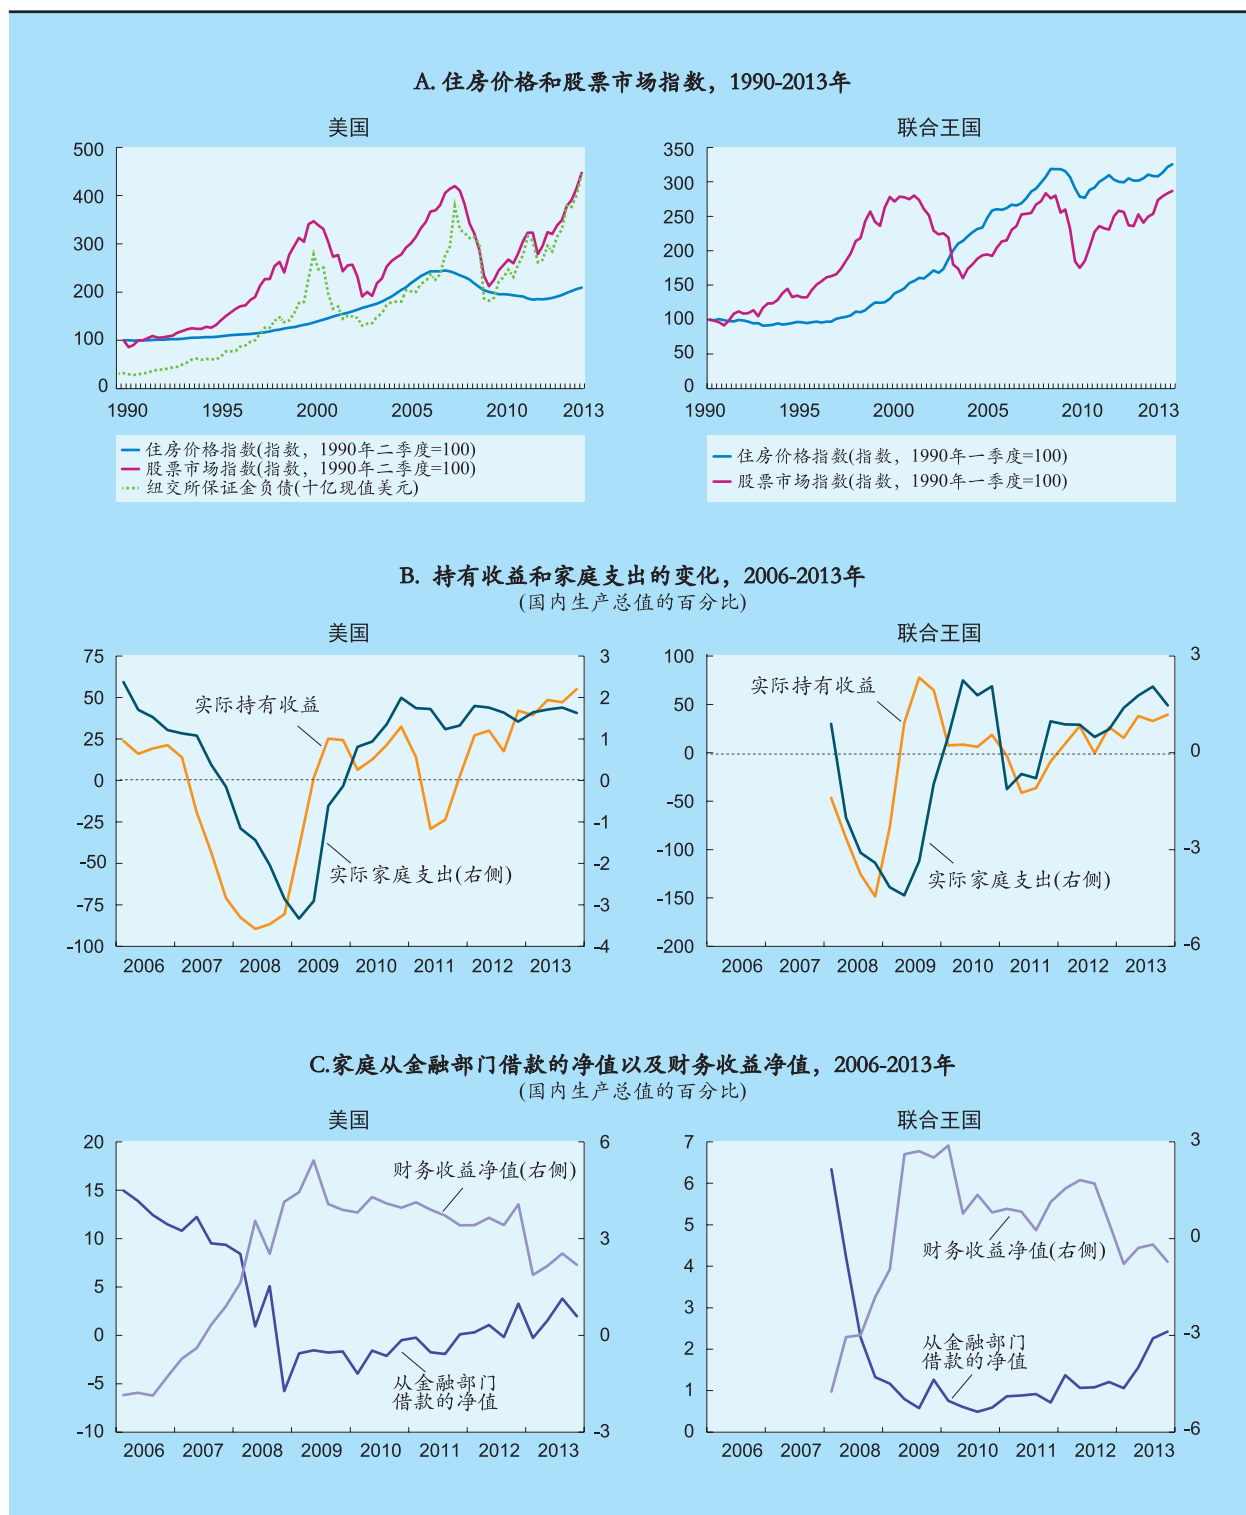 A. 住房价格和股票市场指数，1990-2013年
美国
500
400
300
200
100
0
1990 1995 2000 2005 2010 2013
住房价格指数(指数，1990年二季度=100)
股票市场指数(指数，1990年二季度=100)
纽交所保证金负债(十亿现值美元)
联合王国
350
300
250
200
150
100
50
0
1990 1995 2000 2005 2010 2013
住房价格指数(指数，1990年一季度=100)
股票市场指数(指数，1990年一季度=100)
B. 持有收益和家庭支出的变化，2006-2013年
(国内生产总值的百分比)
美国
75
50
25
0
-25
-50
-75
-100
3
2
1
0
-1
-2
-3
-4
实际持有收益
实际家庭支出(右侧)
2006 2007 2008 2009 2010 2011 2012 2013
联合王国
100
50
0
-50
-100
-150
-200
3
0
-3
-6
实际持有收益
实际家庭支出(右侧)
2006 2007 2008 2009 2010 2011 2012 2013
C.家庭从金融部门借款的净值以及财务收益净值，2006-2013年
(国内生产总值的百分比)
美国
20
15
10
5
0
-5
-10
6
3
0
-3
财务收益净值(右侧)
从金融部门
借款的净值
2006 2007 2008 2009 2010 2011 2012 2013
联合王国
7
6
5
4
3
2
1
0
3
0
-3
-6
财务收益净值(右侧)
从金融部门
借款的净值
2006 2007 2008 2009 2010 2011 2012 2013